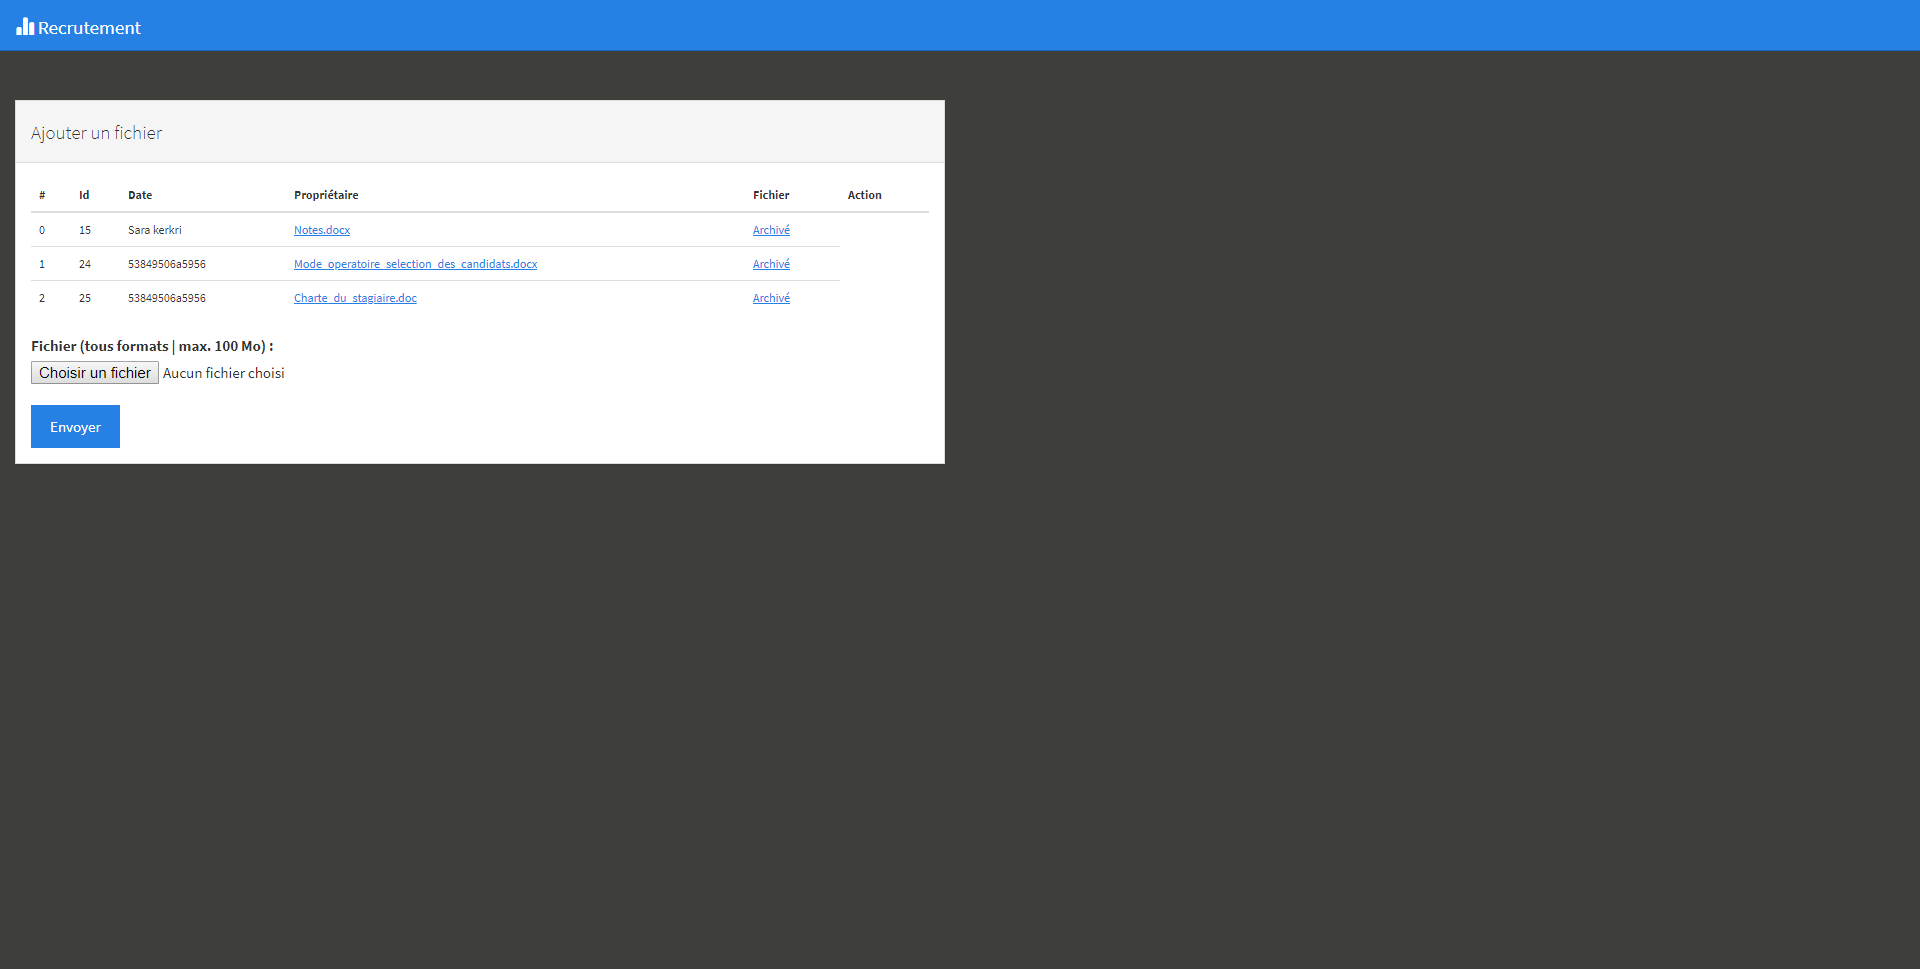 Recrutement
Ajouter un fichier
# Id Date Propriétaire Fichier Action
0 15 Sara kerkri Notes.docx Archivé
1 24 53849506a5956 Mode_operatoire_selection_des_candidats.docx Archivé
2 25 53849506a5956 Charte_du_stagiaire.doc Archivé
Fichier (tous formats | max. 100 Mo) :
Choisir un fichier Aucun fichier choisi
Envoyer